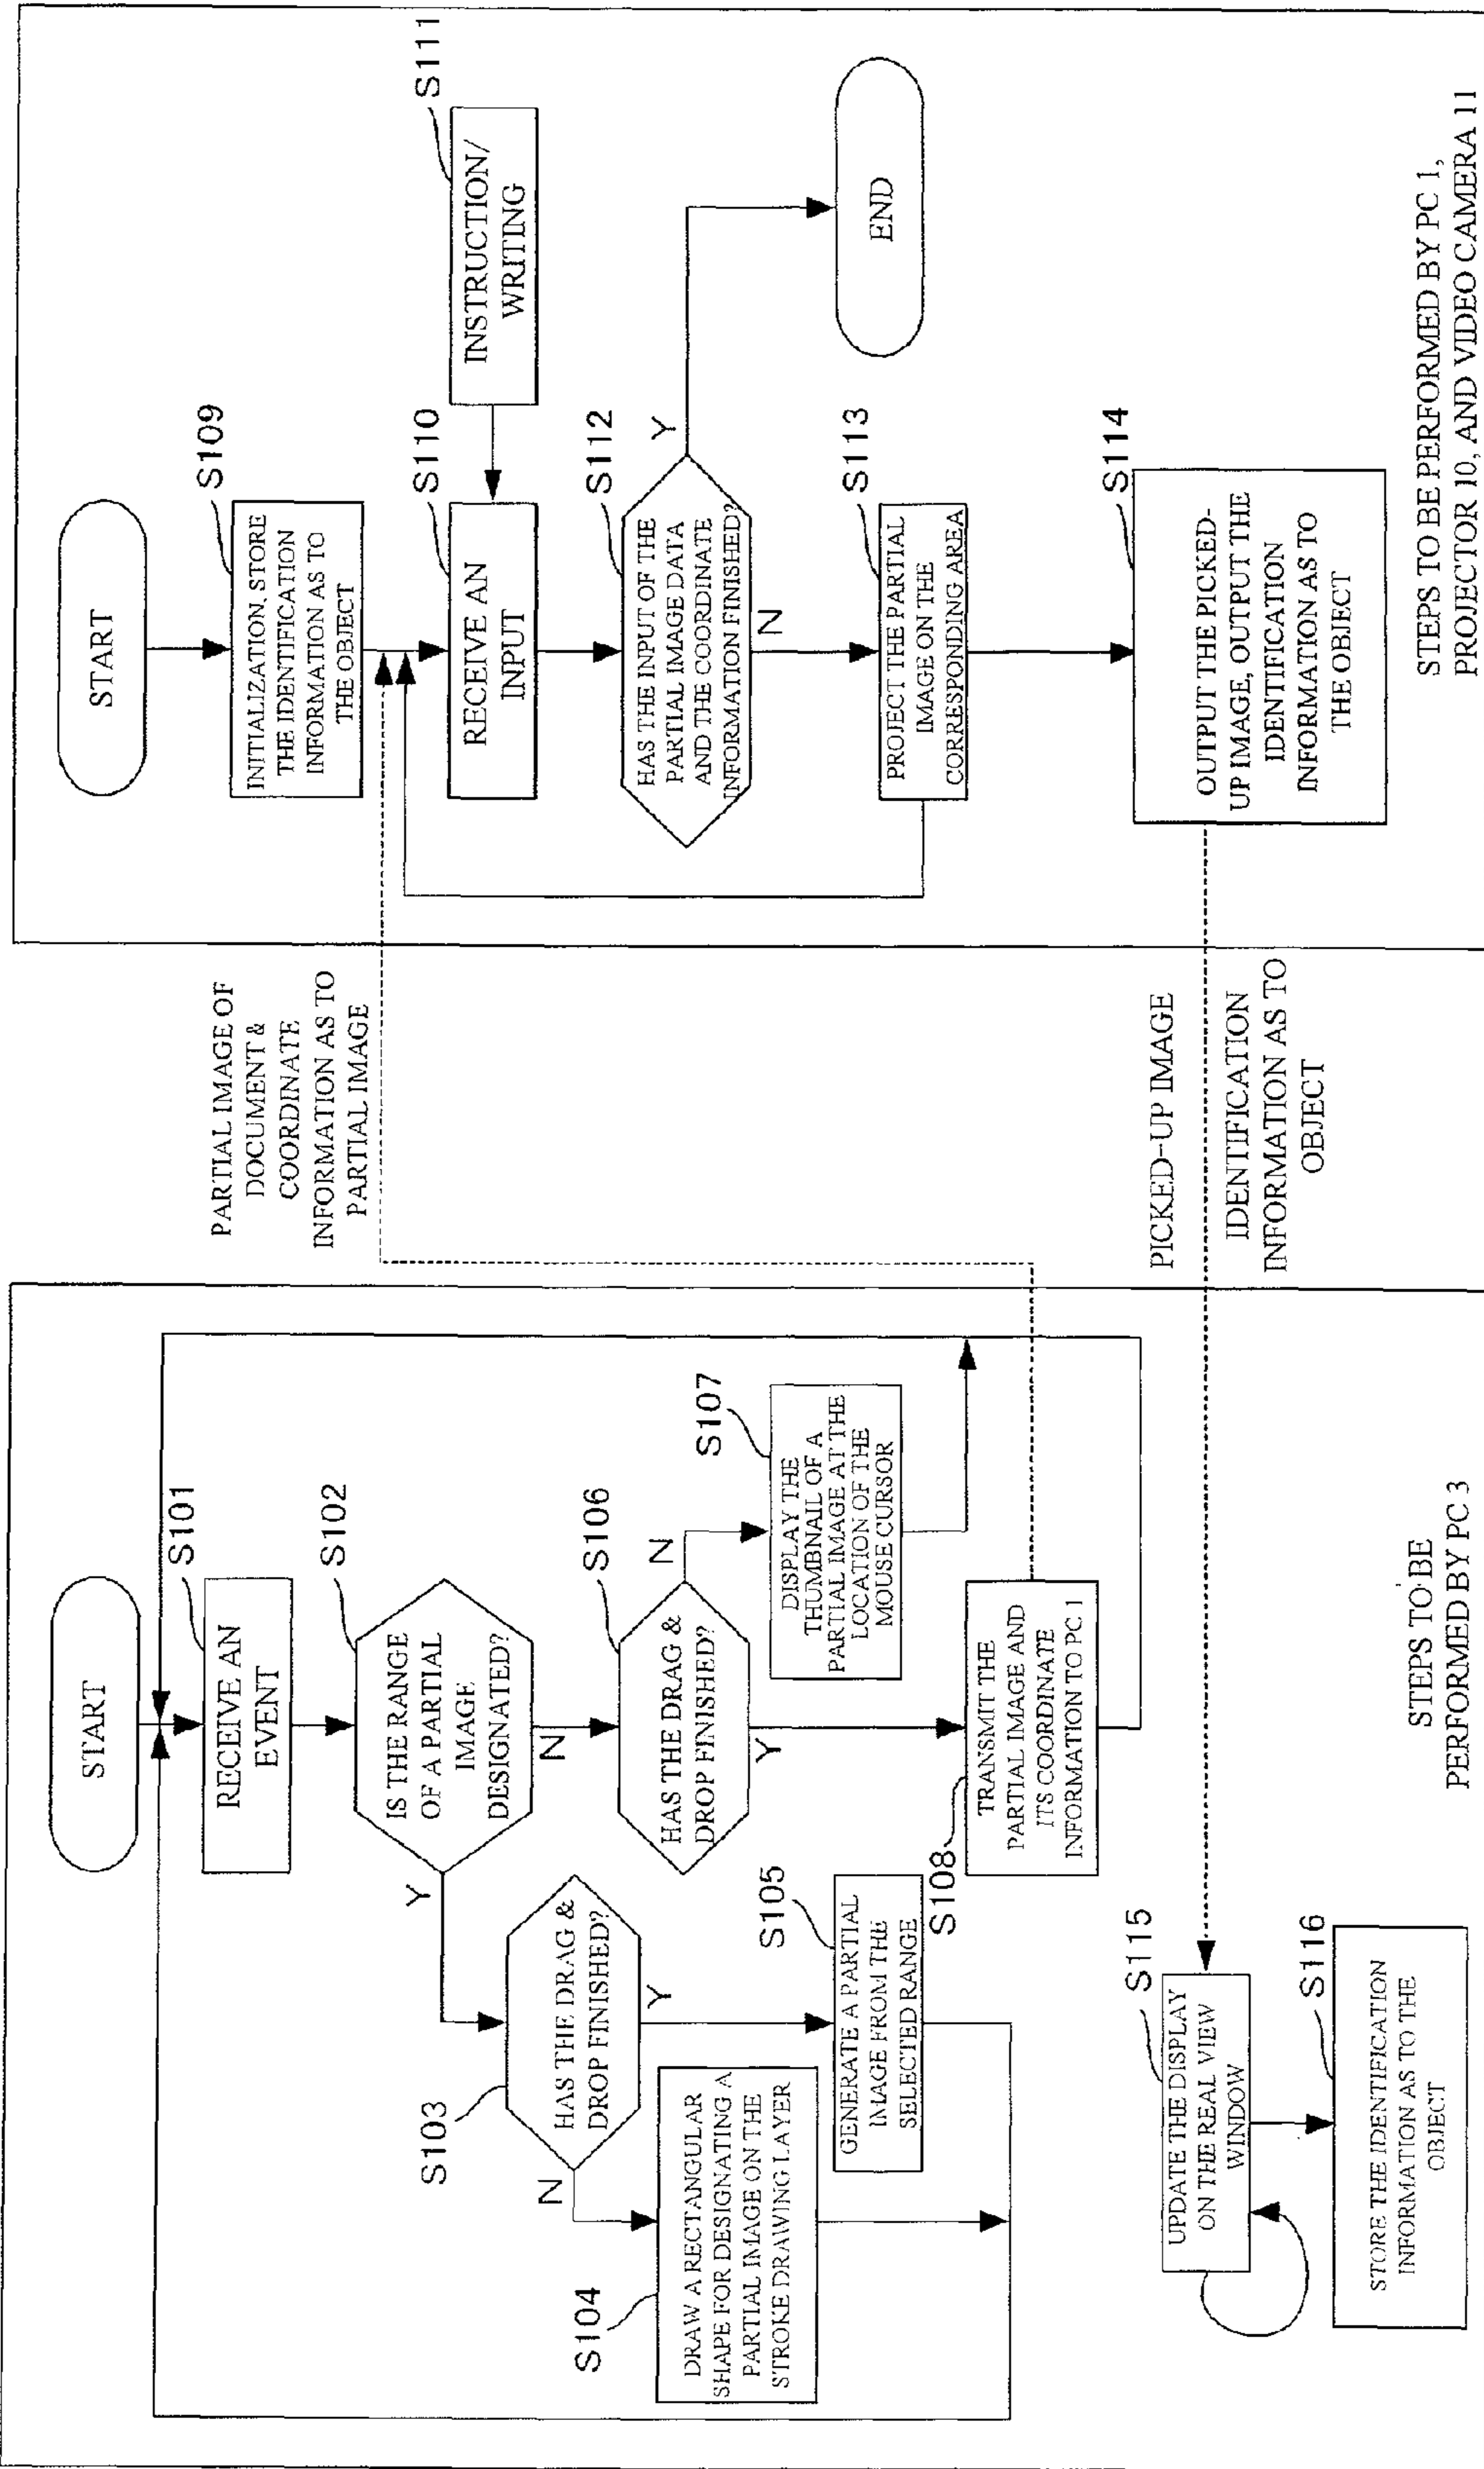 START
S101
RECEIVE AN
EVENT
S102
IS THE RANGE
OF A PARTIAL
IMAGE
DESIGNATED?
Y
N
S103
HAS THE DRAG &
DROP FINISHED?
N
Y
S104
DRAW A RECTANGULAR
SHAPE FOR DESIGNATING A
PARTIAL IMAGE ON THE
STROKE DRAWING LAYER
S105
GENERATE A PARTIAL
IMAGE FROM THE
SELECTED RANGE
S106
HAS THE DRAG &
DROP FINISHED?
N
Y
S107
DISPLAY THE
THUMBNAIL OF A
PARTIAL IMAGE AT THE
LOCATION OF THE
MOUSE CURSOR
S108
TRANSMIT THE
PARTIAL IMAGE AND
ITS COORDINATE
INFORMATION TO PC 1
S115
UPDATE THE DISPLAY
ON THE REAL VIEW
WINDOW
S116
STORE THE IDENTIFICATION
INFORMATION AS TO THE
OBJECT
STEPS TO BE
PERFORMED BY PC 3
PARTIAL IMAGE OF
DOCUMENT &
COORDINATE
INFORMATION AS TO
PARTIAL IMAGE
PICKED-UP IMAGE
IDENTIFICATION
INFORMATION AS TO
OBJECT
START
S109
INITIALIZATION, STORE
THE IDENTIFICATION
INFORMATION AS TO
THE OBJECT
S110
RECEIVE AN
INPUT
S111
INSTRUCTION/
WRITING
S112
HAS THE INPUT OF THE
PARTIAL IMAGE DATA
AND THE COORDINATE
INFORMATION FINISHED?
Y
N
END
S113
PROJECT THE PARTIAL
IMAGE ON THE
CORRESPONDING AREA
S114
OUTPUT THE PICKED-
UP IMAGE, OUTPUT THE
IDENTIFICATION
INFORMATION AS TO
THE OBJECT
STEPS TO BE PERFORMED BY PC 1,
PROJECTOR 10, AND VIDEO CAMERA 11